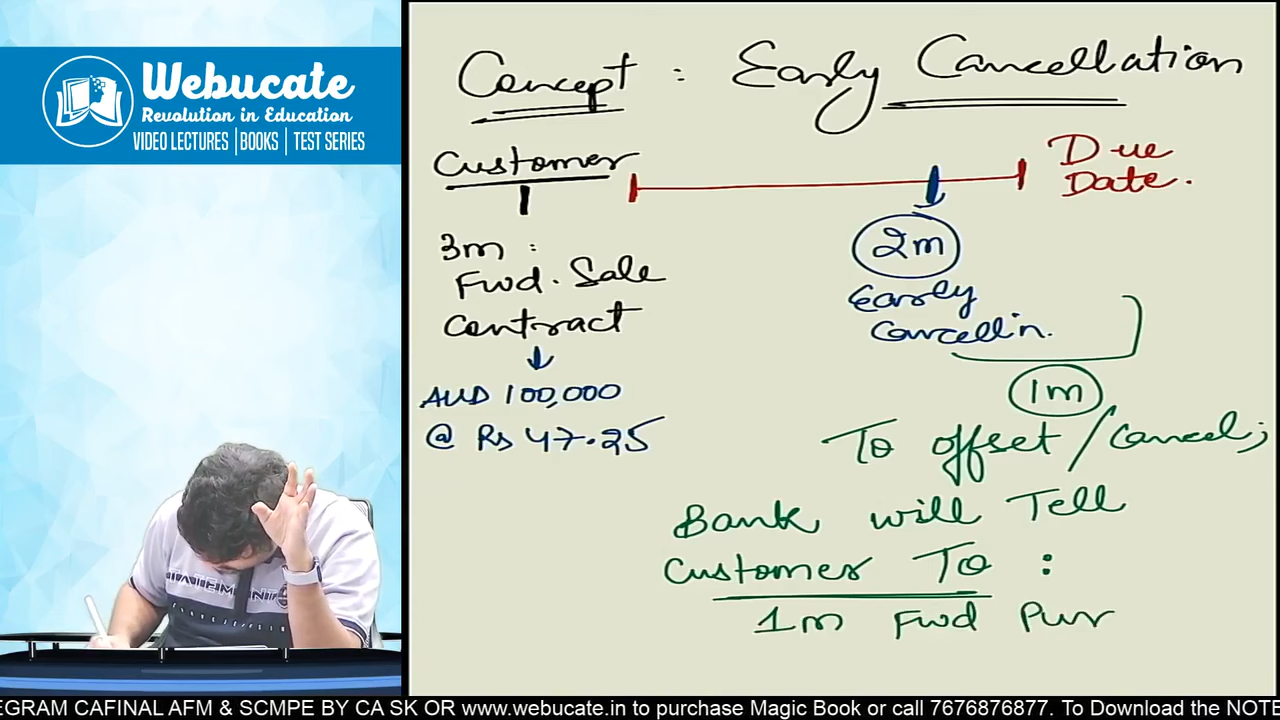 Webucate
Revolution in Education
VIDEO LECTURES | BOOKS | TEST SERIES
Concept : Early Cancellation
Customer
Due
Date.
3m :
Fwd. Sale
Contract
AUD 100,000
@ Rs 47.25
2m
Early
Cancell'n.
1m
To offset / Cancel;
Bank will Tell
Customer To :
1m Fwd Pur
TATEMENT
EGRAM CAFINAL AFM & SCMPE BY CA SK OR www.webucate.in to purchase Magic Book or call 7676876877. To Download the NOTE